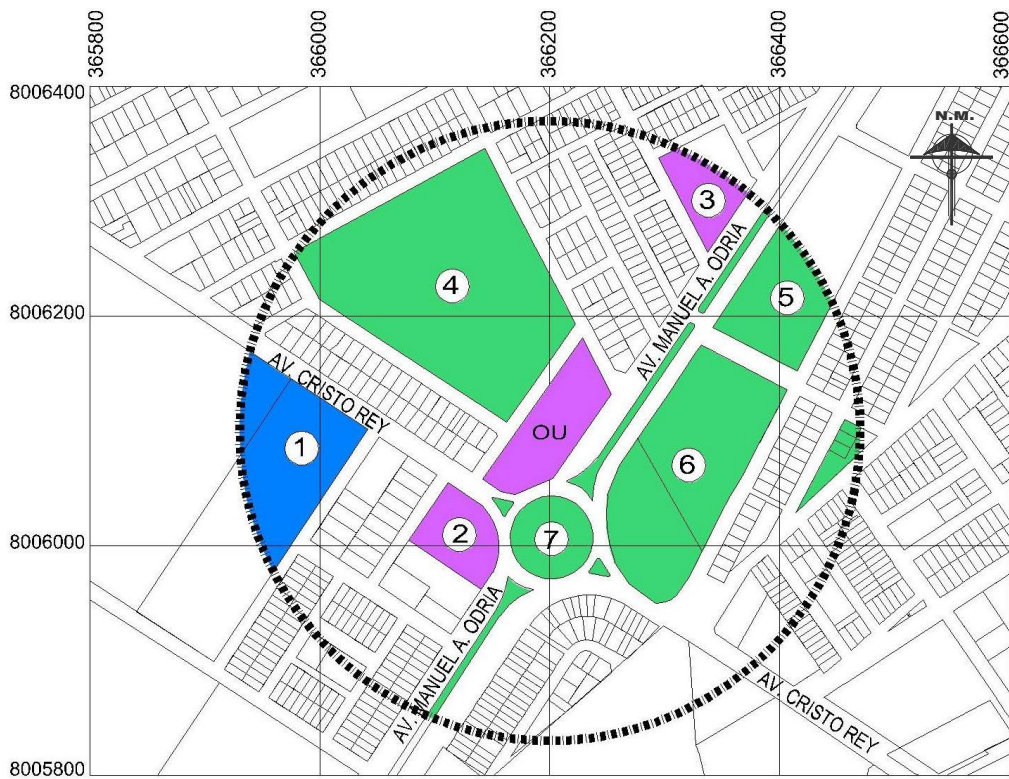 365800
366000
366200
366400
366600
8006400
N.M.
3
AV. MANUEL A. ODRIA
4
5
8006200
AV. CRISTO REY
OU
1
6
2
7
8006000
AV. MANUEL A. ODRIA
AV. CRISTO REY
8005800